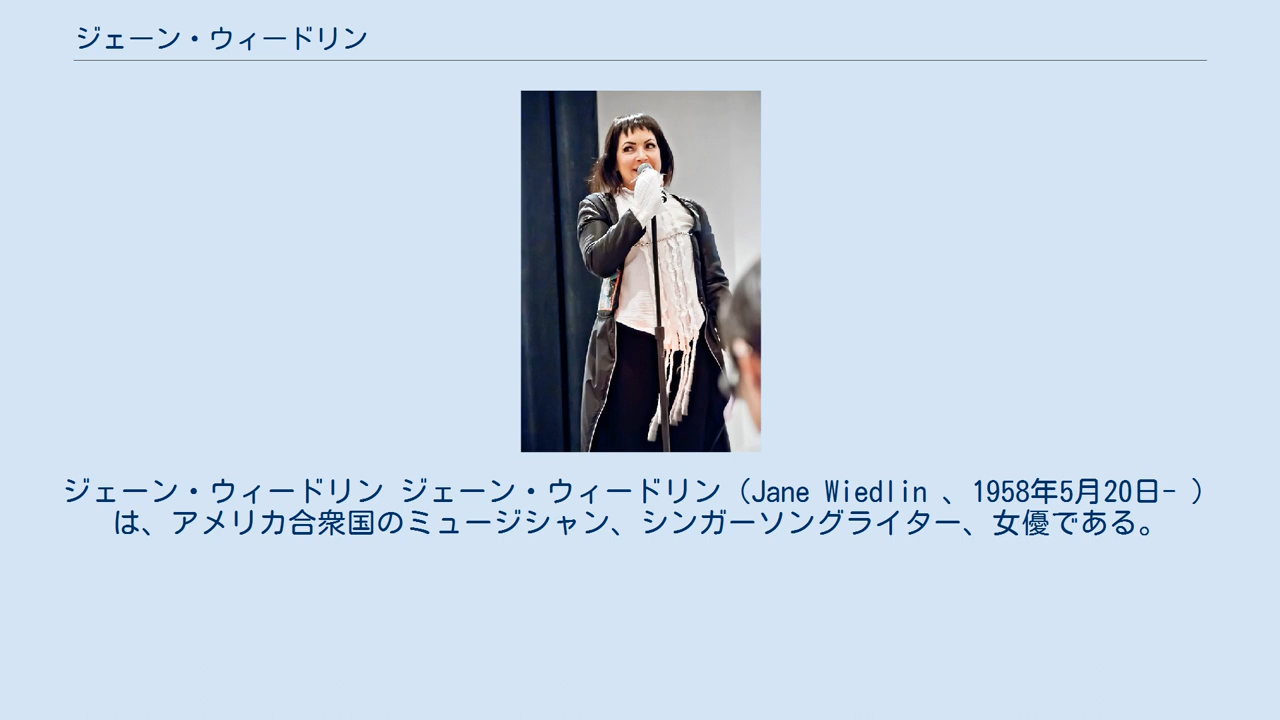 ジェーン・ウィードリン
ジェーン・ウィードリン ジェーン・ウィードリン（Jane Wiedlin 、1958年5月20日- ）
は、アメリカ合衆国のミュージシャン、シンガーソングライター、女優である。